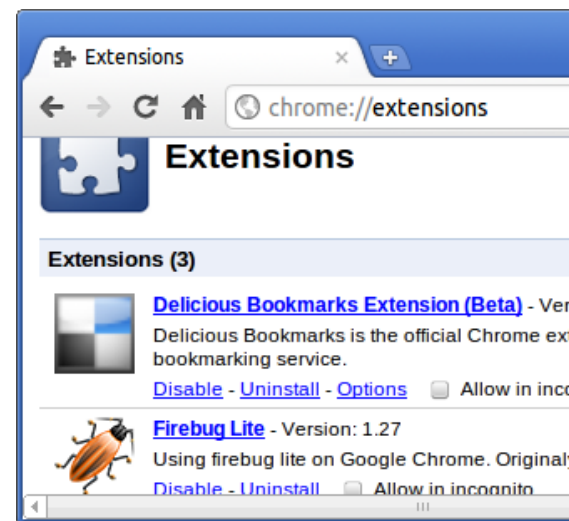 Extensions
chrome://extensions
Extensions
Extensions (3)
Delicious Bookmarks Extension (Beta) - Ver
Delicious Bookmarks is the official Chrome ex
bookmarking service.
Disable - Uninstall - Options Allow in inco
Firebug Lite - Version: 1.27
Using firebug lite on Google Chrome. Originaly
Disable - Uninstall Allow in incognito